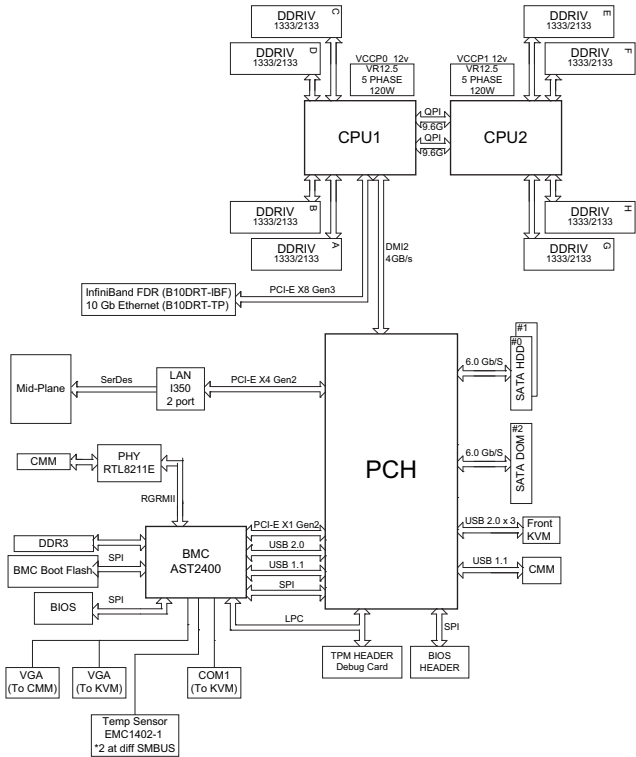 DDRIV
1333/2133
C
DDRIV
1333/2133
D
VCCP0 12v
VR12.5
5 PHASE
120W
VCCP1 12v
VR12.5
5 PHASE
120W
DDRIV
1333/2133
E
DDRIV
1333/2133
F
CPU1
QPI
9.6G
QPI
9.6G
CPU2
DDRIV
1333/2133
B
DDRIV
1333/2133
A
DDRIV
1333/2133
H
DDRIV
1333/2133
G
DMI2
4GB/s
InfiniBand FDR (B10DRT-IBF)
10 Gb Ethernet (B10DRT-TP)
PCI-E X8 Gen3
#1
#0
SATA HDD
6.0 Gb/S
Mid-Plane
SerDes
LAN
I350
2 port
PCI-E X4 Gen2
PCH
6.0 Gb/S
#2
SATA DOM
CMM
PHY
RTL8211E
RGRMII
USB 2.0 x 3
Front
KVM
USB 1.1
CMM
DDR3
SPI
BMC Boot Flash
BIOS
SPI
BMC
AST2400
PCI-E X1 Gen2
USB 2.0
USB 1.1
SPI
LPC
SPI
TPM HEADER
Debug Card
BIOS
HEADER
VGA
(To CMM)
VGA
(To KVM)
COM1
(To KVM)
Temp Sensor
EMC1402-1
*2 at diff SMBUS